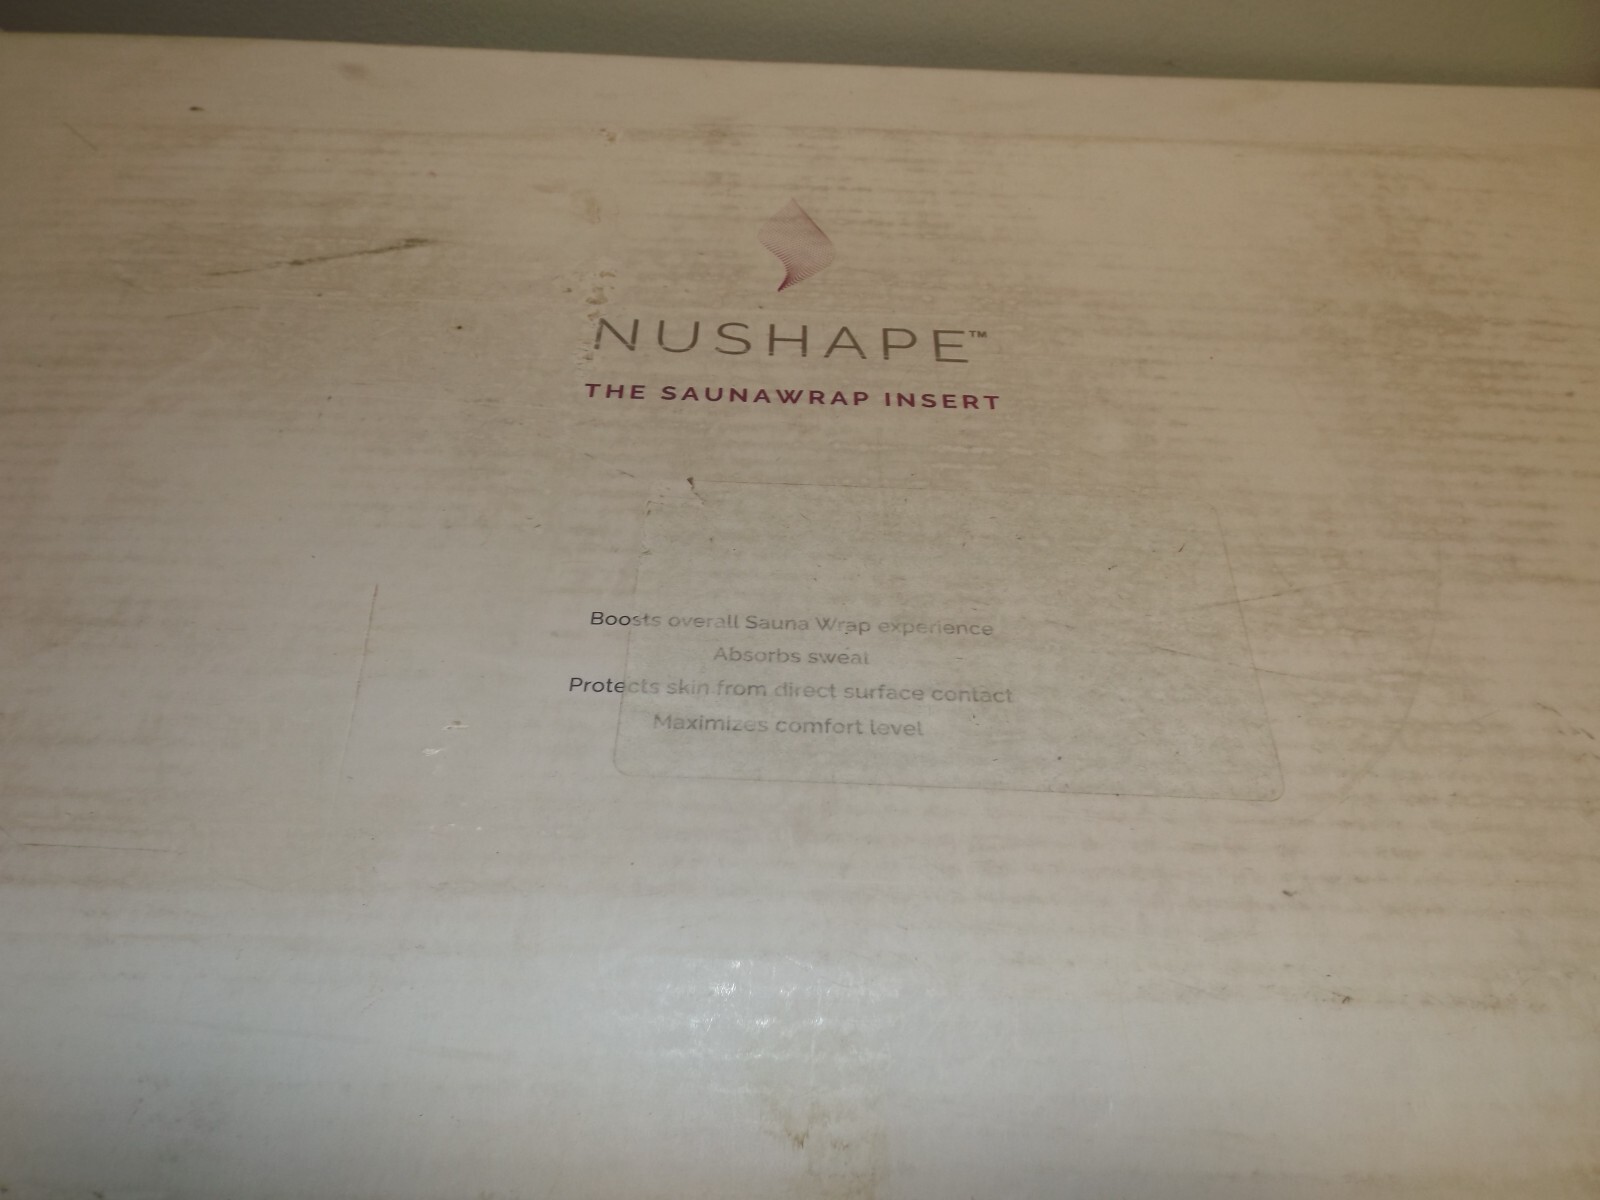 NUSHAPE™
THE SAUNAWRAP INSERT
Boosts overall Sauna Wrap experience
Absorbs sweat
Protects skin from direct surface contact
Maximizes comfort level